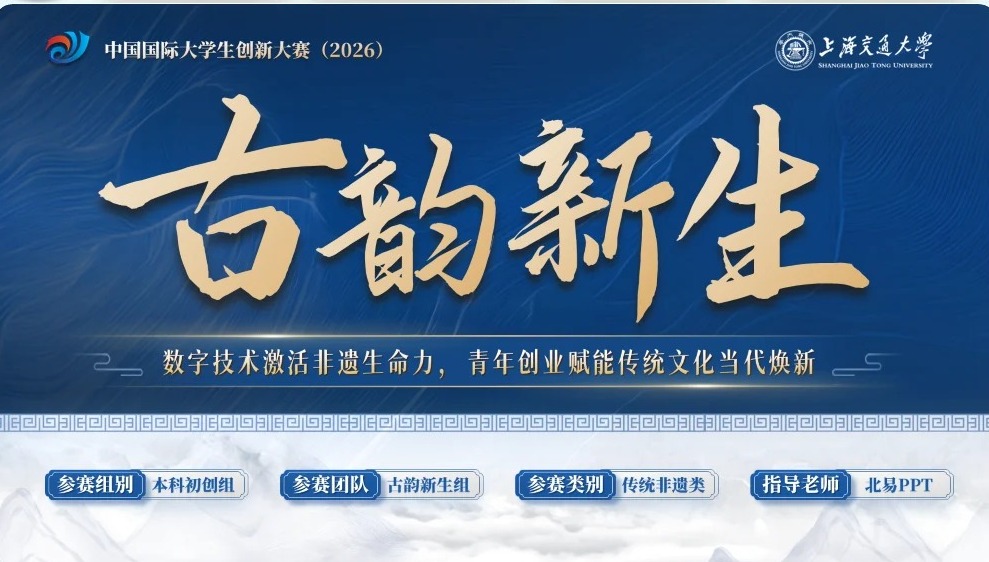 中国国际大学生创新大赛（2026）
上海交通大学
SHANGHAI JIAO TONG UNIVERSITY
古韵新生
数字技术激活非遗生命力，青年创业赋能传统文化当代焕新
参赛组别 本科初创组 参赛团队 古韵新生组 参赛类别 传统非遗类 指导老师 北易PPT